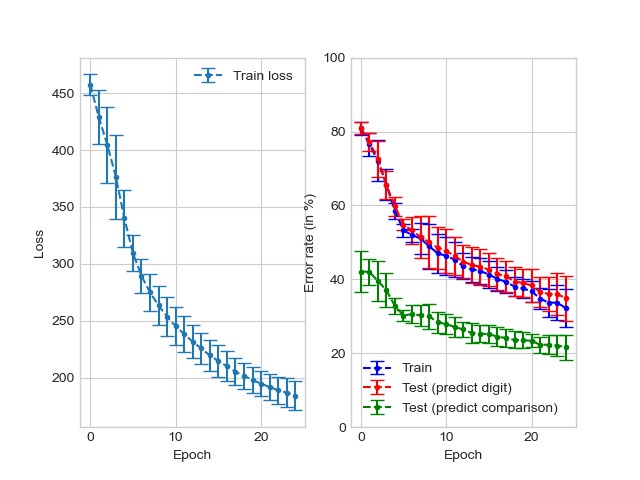 Train loss
450
400
350
300
250
200
0
10
20
Epoch
Loss
100
80
60
40
20
0
0
10
20
Epoch
Error rate (in %)
Train
Test (predict digit)
Test (predict comparison)